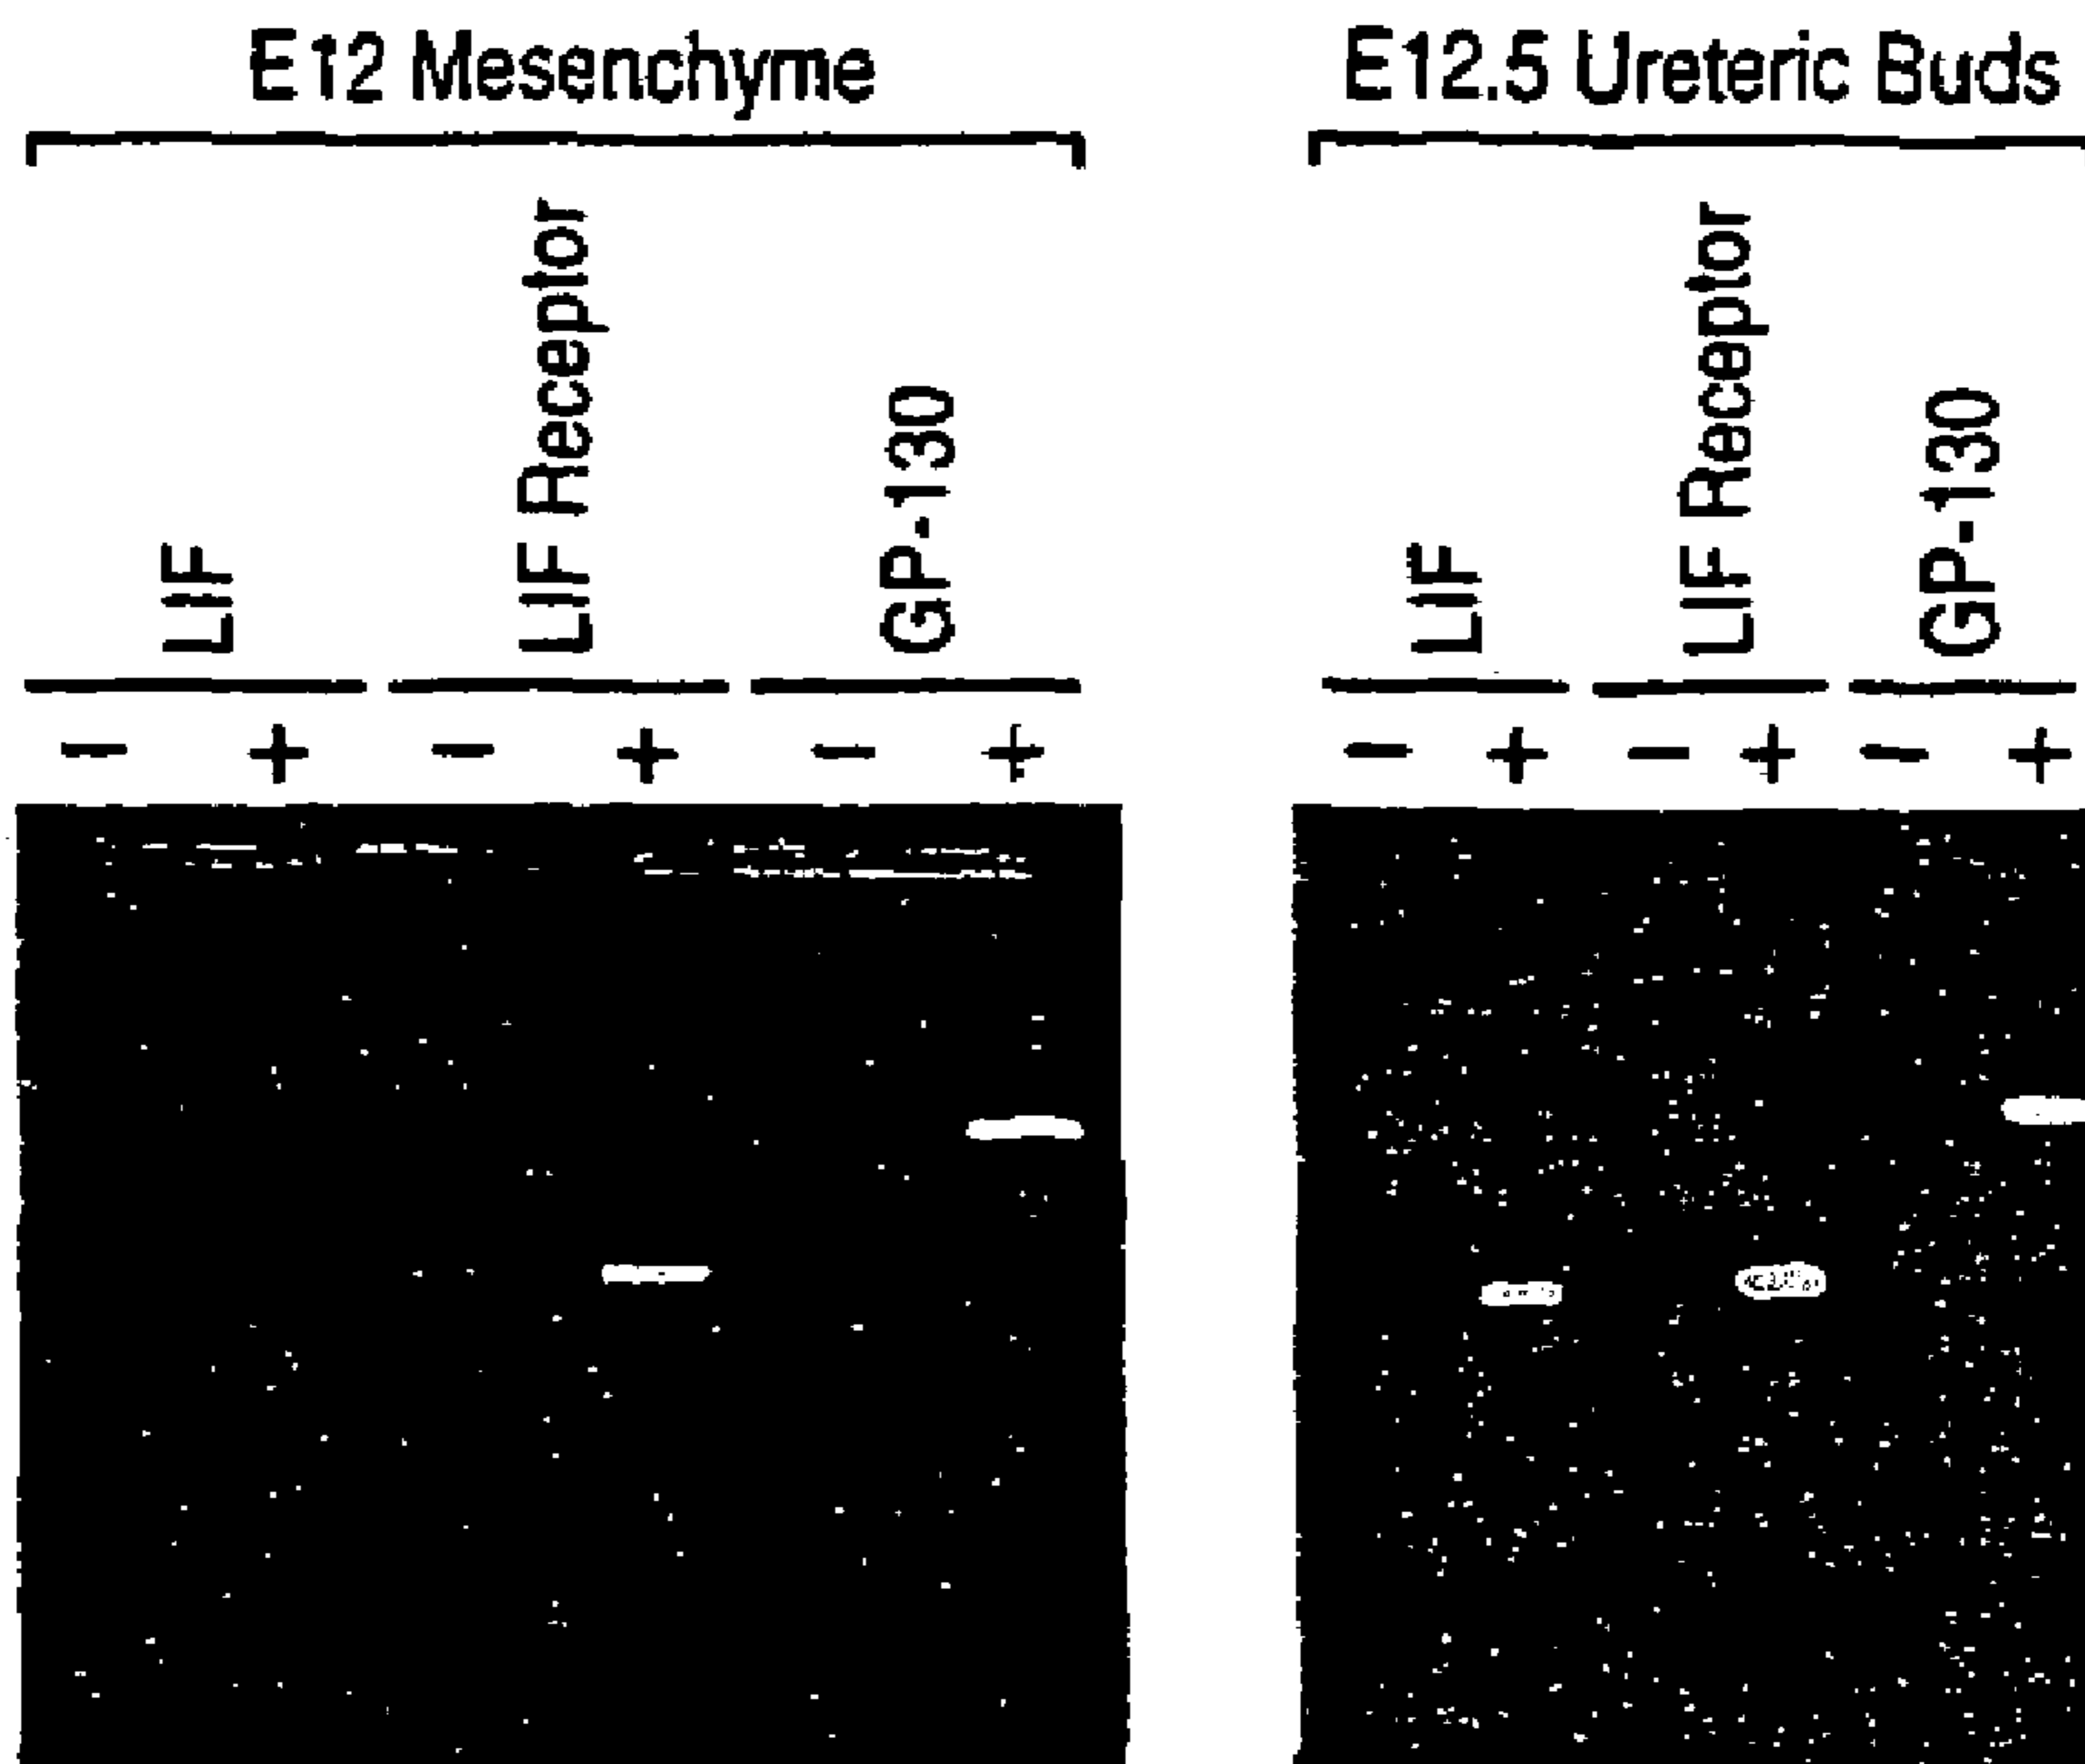 E12 Mesenchyme
E12.5 Ureteric Buds
LIF
LIF Receptor
GP-130
LIF
LIF Receptor
GP-130
− + − + − +
− + − + − +